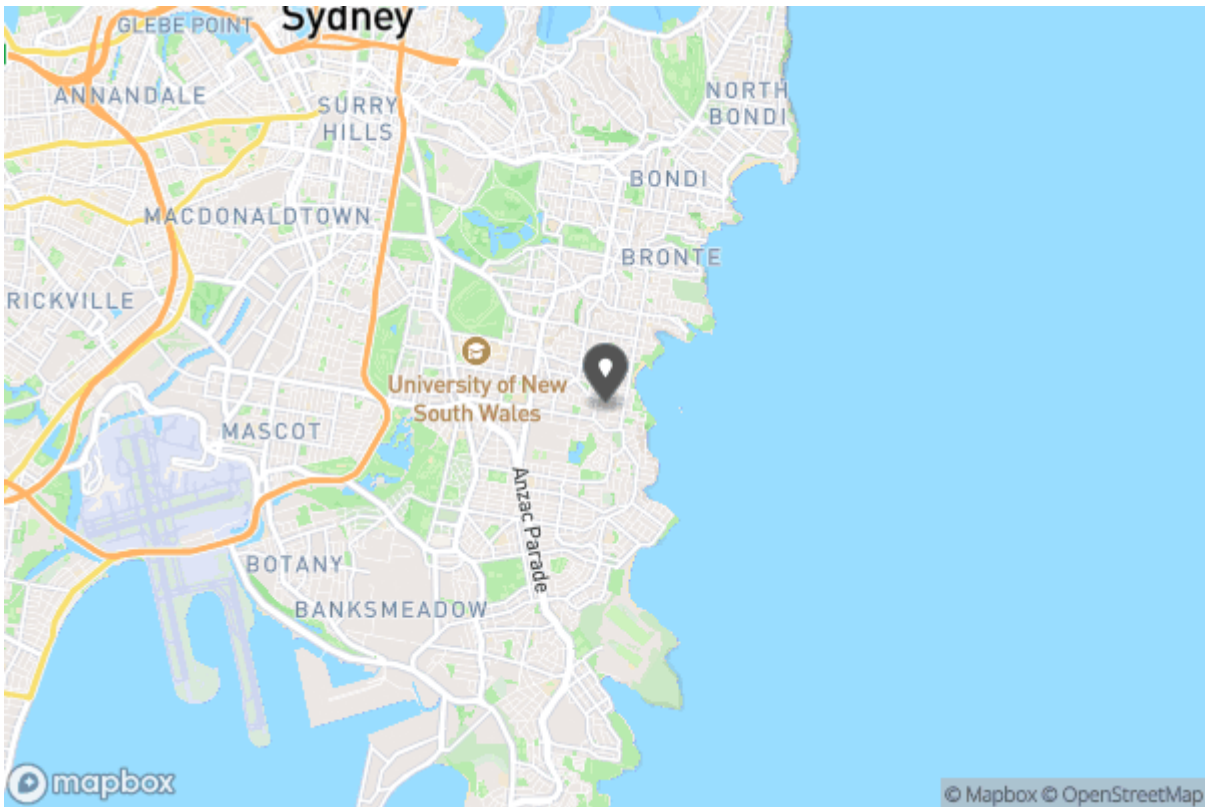 Sydney
GLEBE POINT
ANNANDALE
SURRY
HILLS
NORTH
BONDI
BONDI
MACDONALDTOWN
BRONTE
RICKVILLE
University of New
South Wales
MASCOT
Anzac Parade
BOTANY
BANKSMEADOW
mapbox
© Mapbox © OpenStreetMap